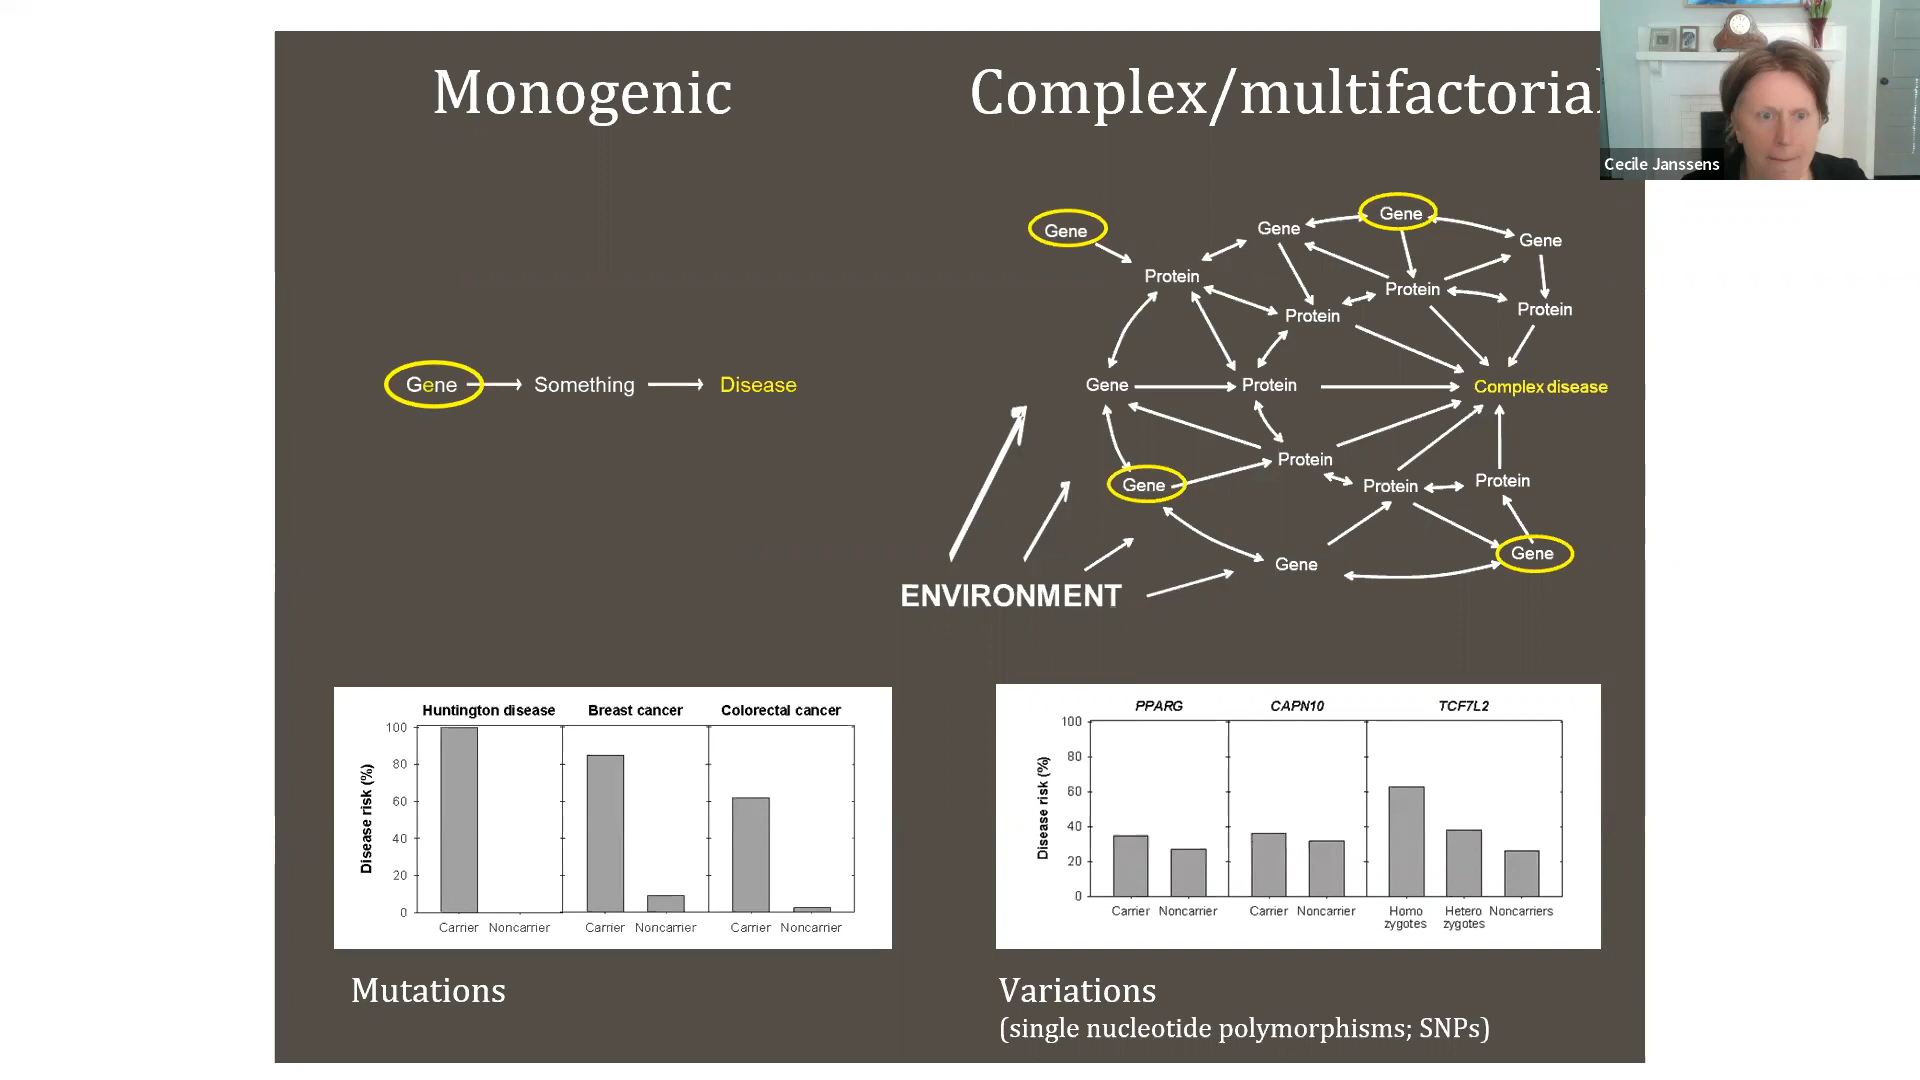 Monogenic
Complex/multifactorial
Cecile Janssens
Gene
Something
Disease
Gene
Gene
Gene
Gene
Protein
Protein
Protein
Protein
Gene
Protein
Complex disease
Protein
Gene
Protein
Protein
Gene
Gene
ENVIRONMENT
Huntington disease Breast cancer Colorectal cancer
Disease risk (%)
100
80
60
40
20
0
Carrier Noncarrier Carrier Noncarrier Carrier Noncarrier
PPARG CAPN10 TCF7L2
Disease risk (%)
100
80
60
40
20
0
Carrier Noncarrier Carrier Noncarrier Homo Hetero Noncarriers
zygotes zygotes
Mutations
Variations
(single nucleotide polymorphisms; SNPs)